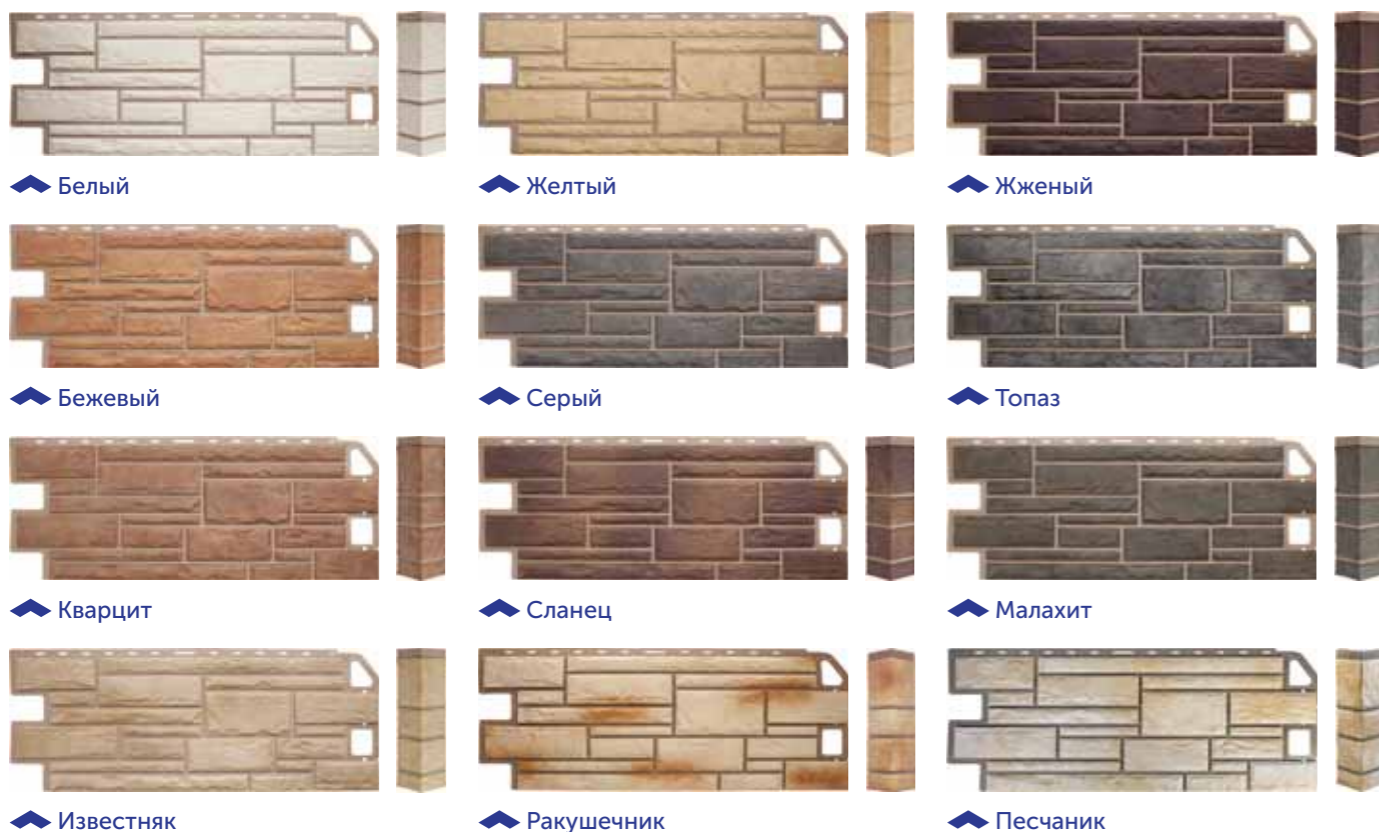 Белый
Желтый
Жженый
Бежевый
Серый
Топаз
Кварцит
Сланец
Малахит
Известняк
Ракушечник
Песчаник